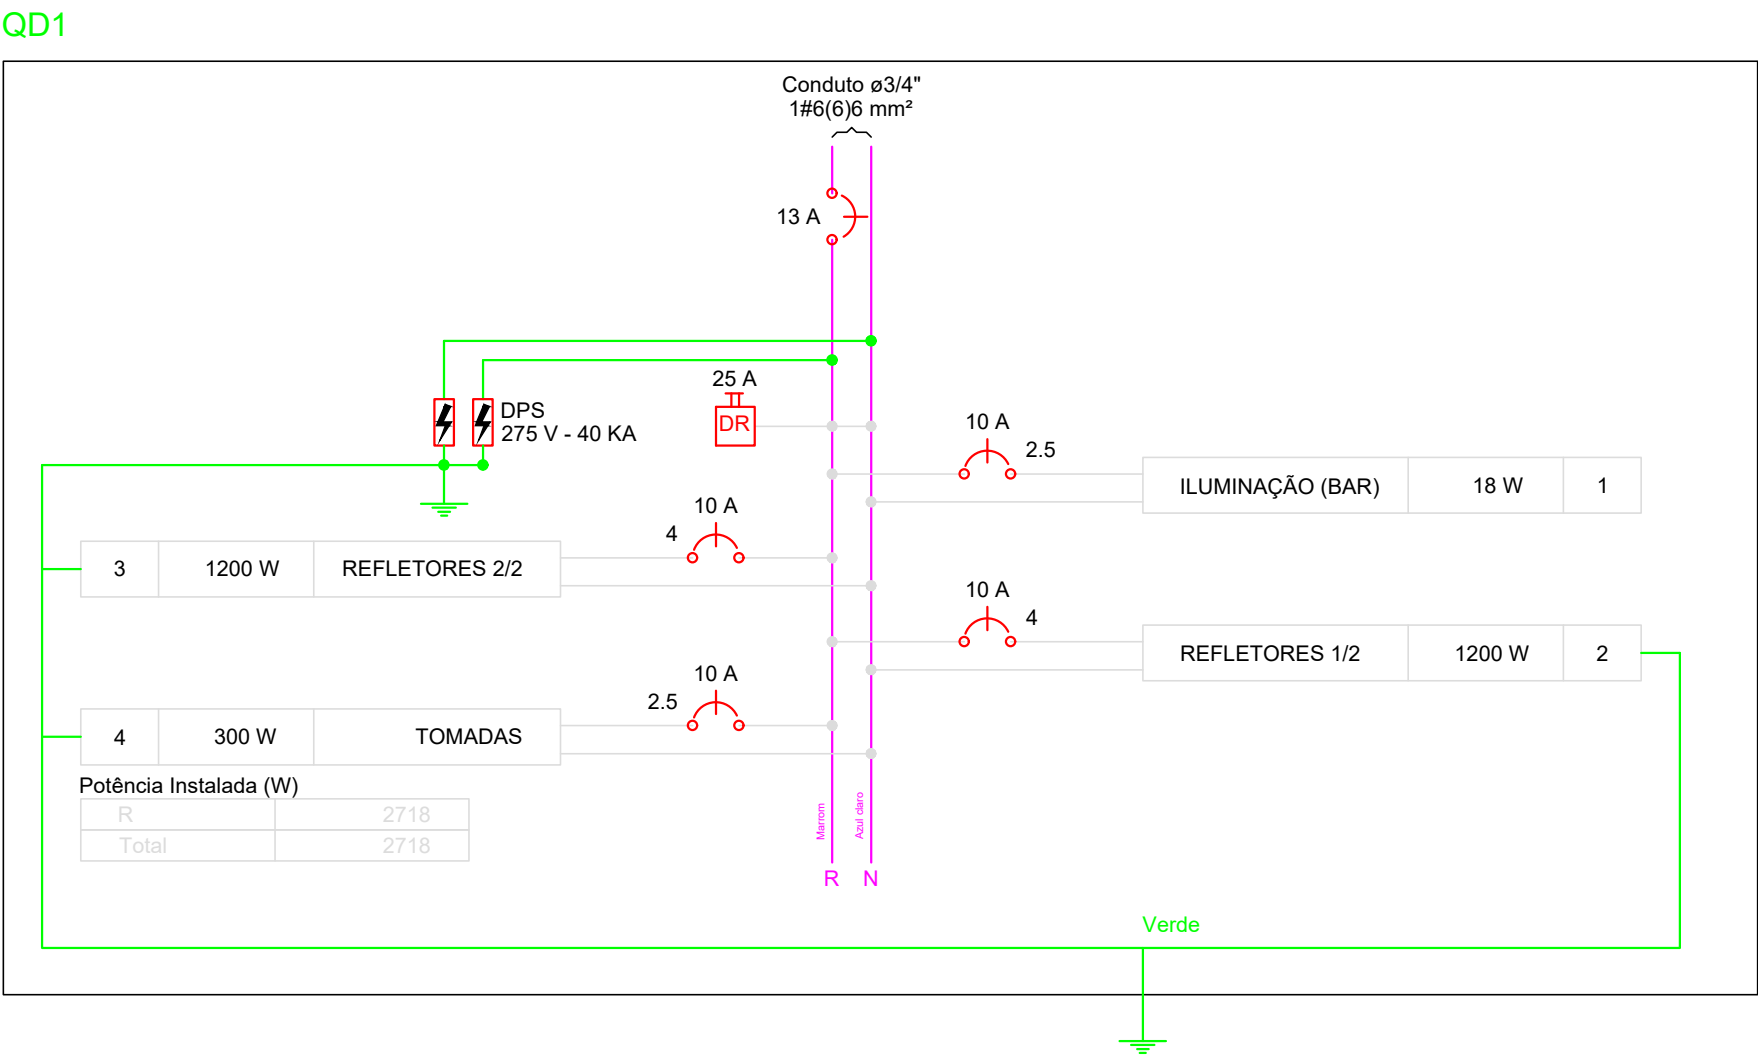 QD1
Conduto ø3/4"
1#6(6)6 mm²
13 A
25 A
DR
DPS
275 V - 40 KA
10 A
2.5
ILUMINAÇÃO (BAR) 18 W 1
10 A
4
3 1200 W REFLETORES 2/2
10 A
4
REFLETORES 1/2 1200 W 2
10 A
2.5
4 300 W TOMADAS
Potência Instalada (W)
R 2718
Total 2718
Marrom
Azul claro
R N
Verde